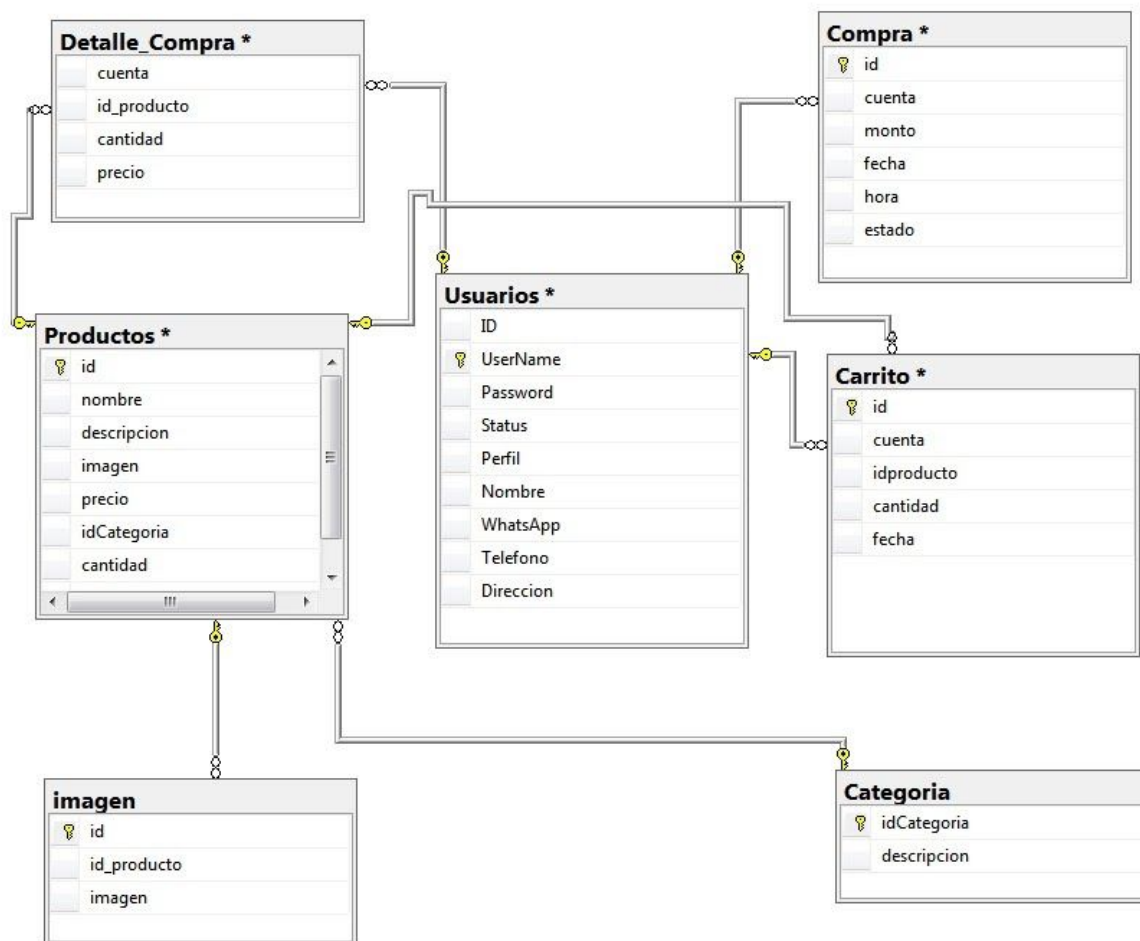 Detalle_Compra *
cuenta
id_producto
cantidad
precio
Compra *
id
cuenta
monto
fecha
hora
estado
Productos *
id
nombre
descripcion
imagen
precio
idCategoria
cantidad
Usuarios *
ID
UserName
Password
Status
Perfil
Nombre
WhatsApp
Telefono
Direccion
Carrito *
id
cuenta
idproducto
cantidad
fecha
imagen
id
id_producto
imagen
Categoria
idCategoria
descripcion